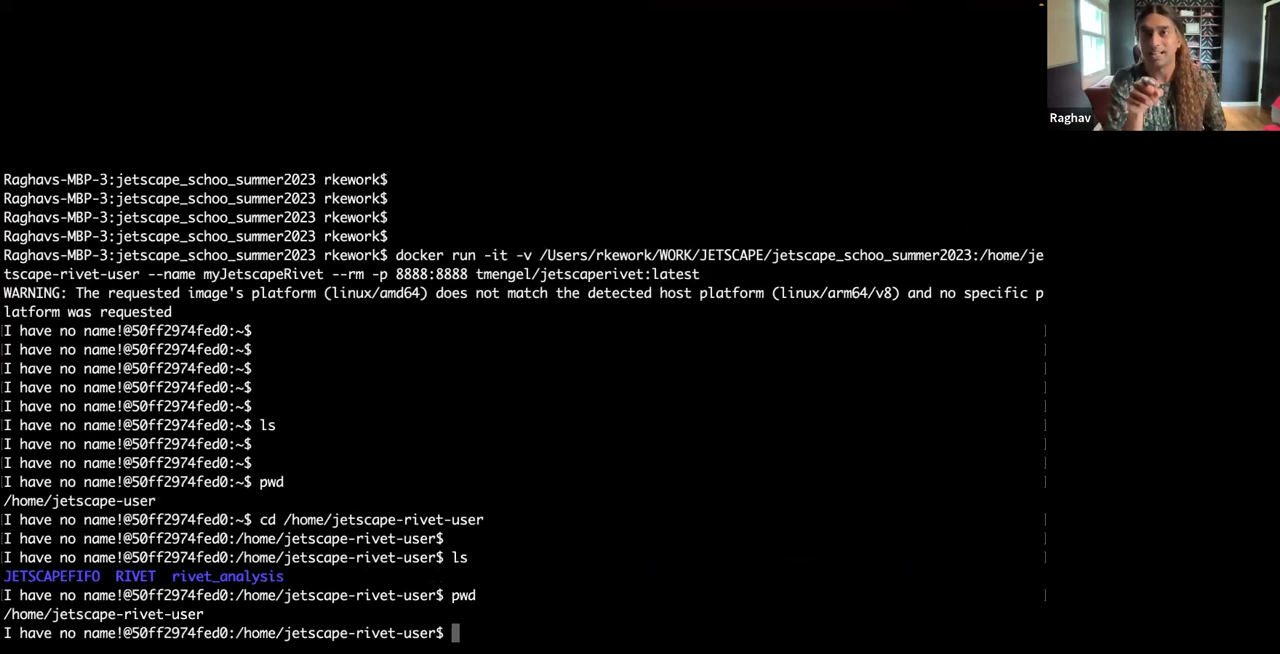 Raghav
Raghavs-MBP-3:jetscape_schoo_summer2023 rkework$
Raghavs-MBP-3:jetscape_schoo_summer2023 rkework$
Raghavs-MBP-3:jetscape_schoo_summer2023 rkework$
Raghavs-MBP-3:jetscape_schoo_summer2023 rkework$
Raghavs-MBP-3:jetscape_schoo_summer2023 rkework$ docker run -it -v /Users/rkework/WORK/JETSCAPE/jetscape_schoo_summer2023:/home/je
tscape-rivet-user --name myJetscapeRivet --rm -p 8888:8888 tmengel/jetscaperivet:latest
WARNING: The requested image's platform (linux/amd64) does not match the detected host platform (linux/arm64/v8) and no specific p
latform was requested
[I have no name!@50ff2974fed0:~$ ]
[I have no name!@50ff2974fed0:~$ ]
[I have no name!@50ff2974fed0:~$ ]
[I have no name!@50ff2974fed0:~$ ]
[I have no name!@50ff2974fed0:~$ ]
[I have no name!@50ff2974fed0:~$ ls ]
[I have no name!@50ff2974fed0:~$ ]
[I have no name!@50ff2974fed0:~$ ]
[I have no name!@50ff2974fed0:~$ pwd ]
/home/jetscape-user
[I have no name!@50ff2974fed0:~$ cd /home/jetscape-rivet-user ]
[I have no name!@50ff2974fed0:/home/jetscape-rivet-user$ ]
[I have no name!@50ff2974fed0:/home/jetscape-rivet-user$ ls ]
JETSCAPEFIFO RIVET rivet_analysis
[I have no name!@50ff2974fed0:/home/jetscape-rivet-user$ pwd ]
/home/jetscape-rivet-user
I have no name!@50ff2974fed0:/home/jetscape-rivet-user$